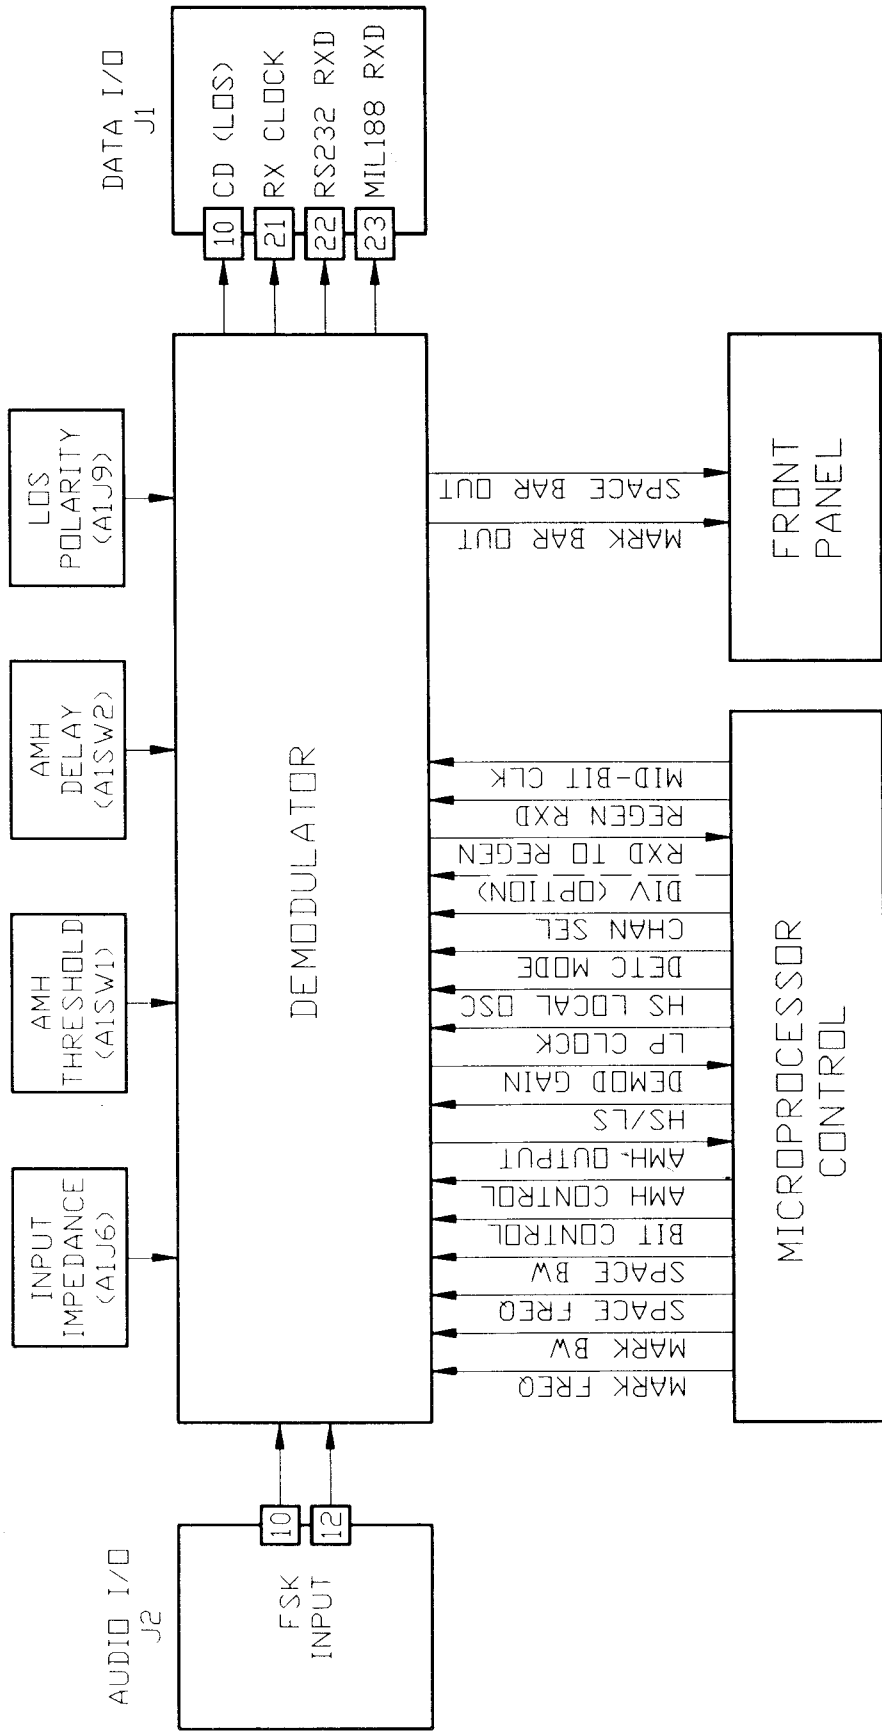 AUDIO I/O
J2
FSK
INPUT
10
12
INPUT
IMPEDANCE
(A1J6)
AMH
THRESHOLD
(A1SW1)
AMH
DELAY
(A1SW2)
LOS
POLARITY
(A1J9)
DEMODULATOR
DATA I/O
J1
10 CD (LOS)
21 RX CLOCK
22 RS232 RXD
23 MIL188 RXD
MARK FREQ
MARK BW
SPACE FREQ
SPACE BW
BIT CONTROL
AMH CONTROL
AMH OUTPUT
HS/LS
DEMOD GAIN
LP CLOCK
HS LOCAL OSC
DETC MODE
CHAN SEL
DIV (OPTION)
RXD TO REGEN
REGEN RXD
MID-BIT CLK
MARK BAR OUT
SPACE BAR OUT
MICROPROCESSOR
CONTROL
FRONT
PANEL